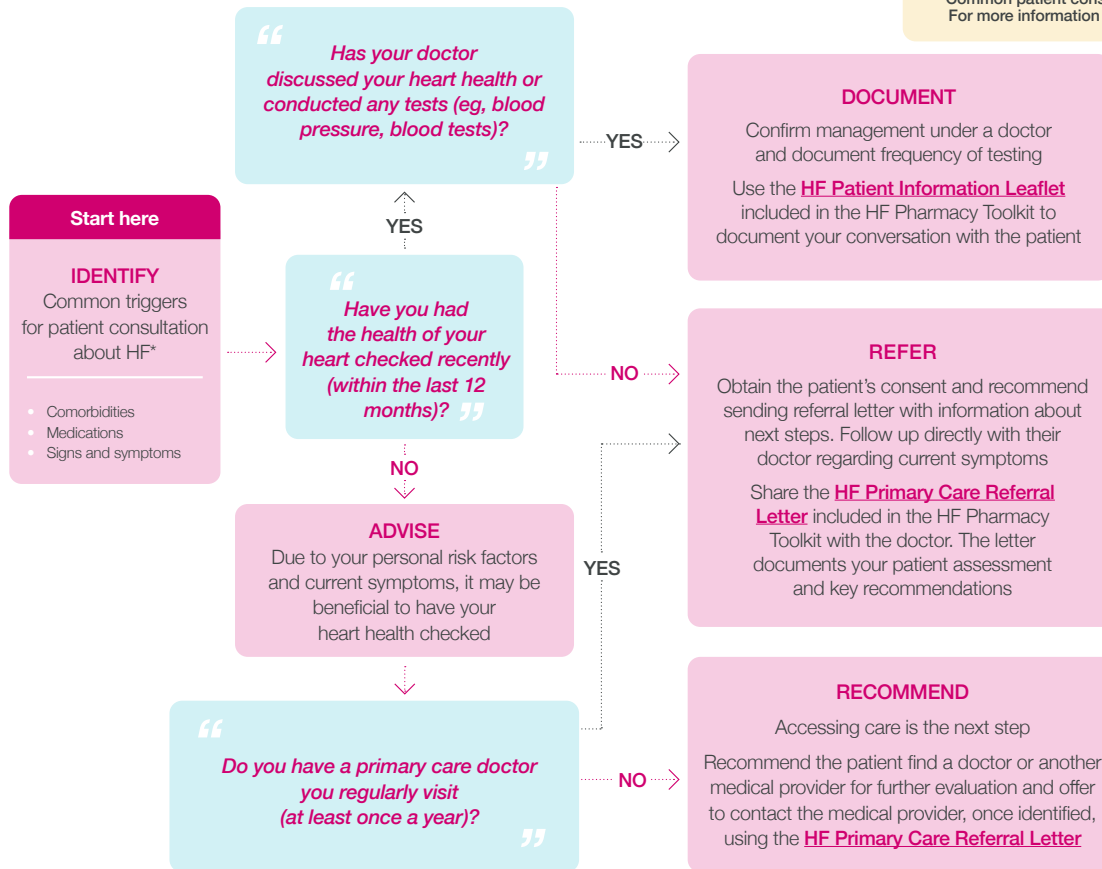 Common patient cons
For more information
“
Has your doctor
discussed your heart health or
conducted any tests (eg, blood
pressure, blood tests)?
”
YES
DOCUMENT
Confirm management under a doctor
and document frequency of testing
Use the HF Patient Information Leaflet
included in the HF Pharmacy Toolkit to
document your conversation with the patient
Start here
IDENTIFY
Common triggers
for patient consultation
about HF*
• Comorbidities
• Medications
• Signs and symptoms
YES
“
Have you had
the health of your
heart checked recently
(within the last 12
months)? ”
NO
REFER
Obtain the patient’s consent and recommend
sending referral letter with information about
next steps. Follow up directly with their
doctor regarding current symptoms
Share the HF Primary Care Referral
Letter included in the HF Pharmacy
Toolkit with the doctor. The letter
documents your patient assessment
and key recommendations
NO
ADVISE
Due to your personal risk factors
and current symptoms, it may be
beneficial to have your
heart health checked
YES
“
Do you have a primary care doctor
you regularly visit
(at least once a year)?
”
NO
RECOMMEND
Accessing care is the next step
Recommend the patient find a doctor or another
medical provider for further evaluation and offer
to contact the medical provider, once identified,
using the HF Primary Care Referral Letter